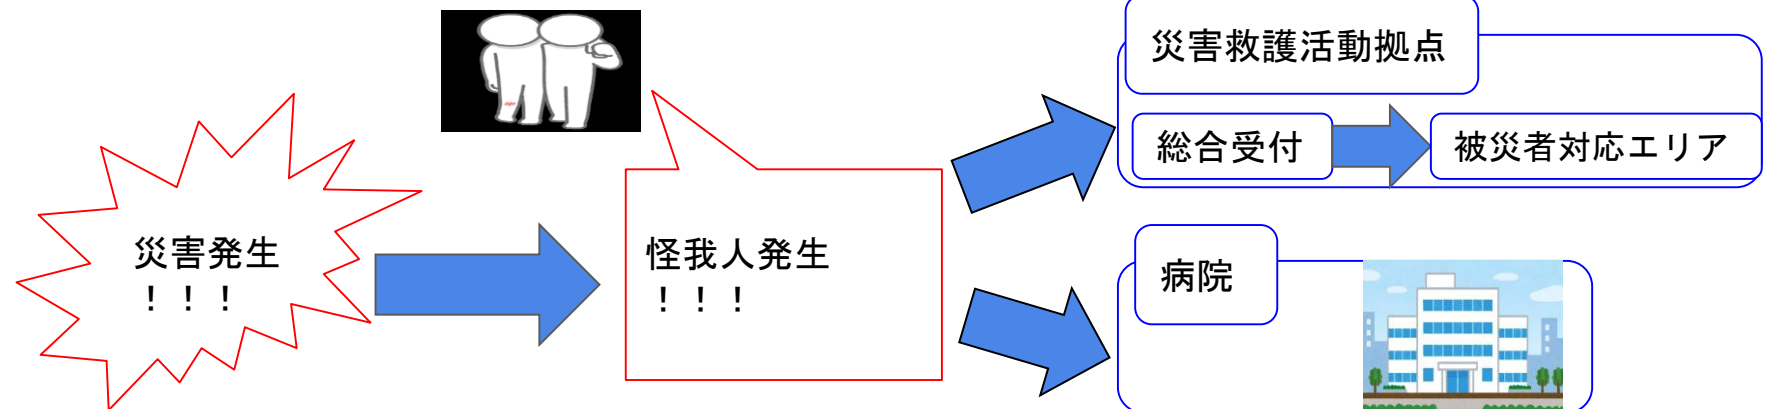 災害発生
！！！
怪我人発生
！！！
災害救護活動拠点
総合受付
被災者対応エリア
病院